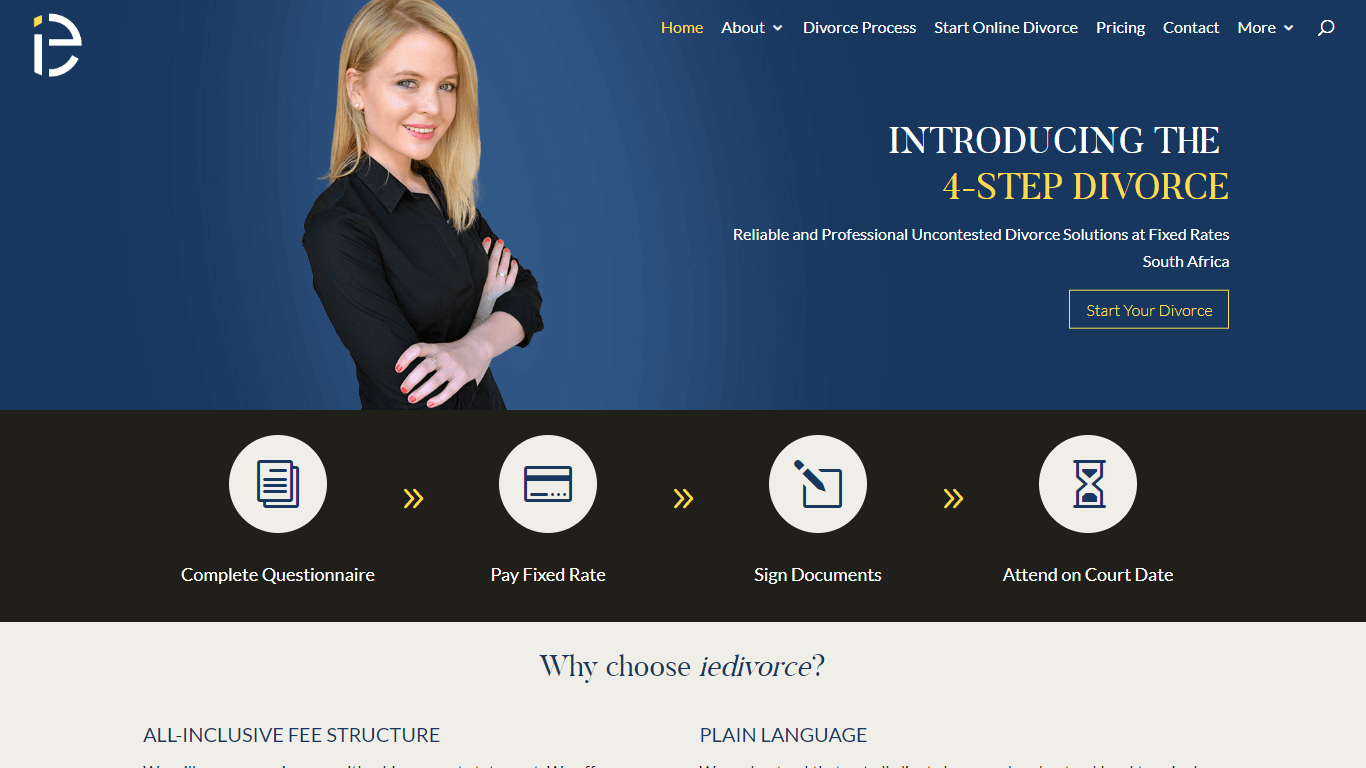 ie
Home About Divorce Process Start Online Divorce Pricing Contact More
INTRODUCING THE
4-STEP DIVORCE
Reliable and Professional Uncontested Divorce Solutions at Fixed Rates
South Africa
Start Your Divorce
Complete Questionnaire
Pay Fixed Rate
Sign Documents
Attend on Court Date
Why choose iedivorce?
ALL-INCLUSIVE FEE STRUCTURE
PLAIN LANGUAGE